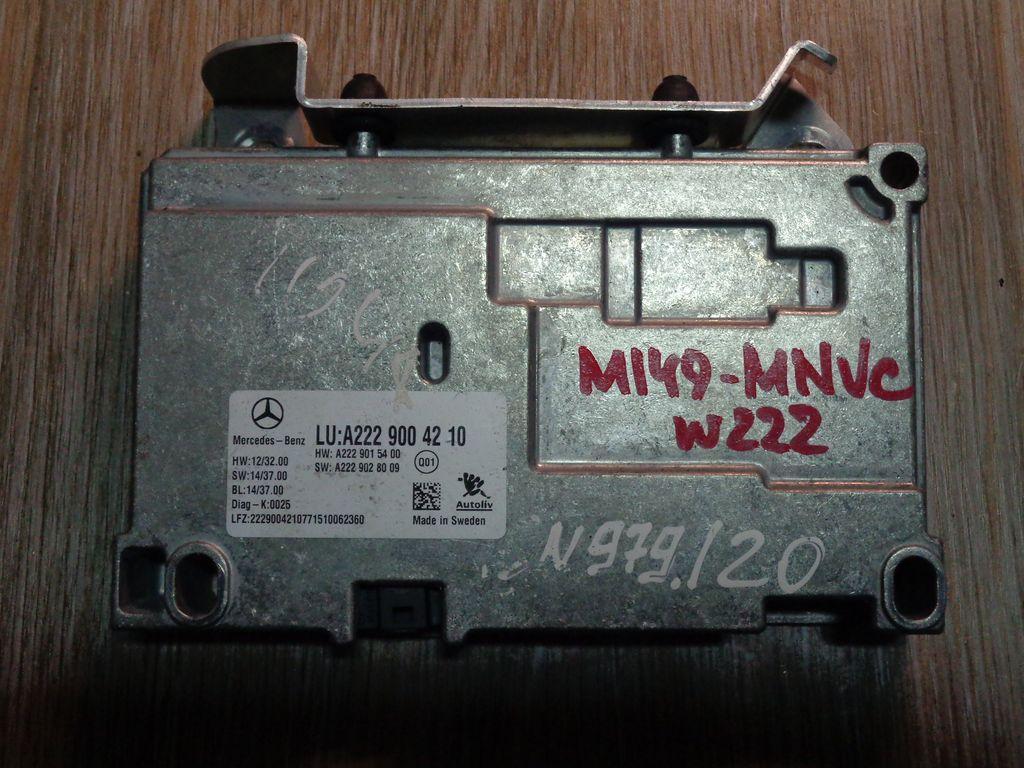 M149-MNVC
W222
Mercedes-Benz
LU:A222 900 42 10
HW: A222 901 54 00
SW: A222 902 80 09
Q01
HW:12/32.00
SW:14/37.00
BL:14/37.00
Diag-K:0025
LFZ:2229004210771510062360
Autoliv
Made in Sweden
N979/20